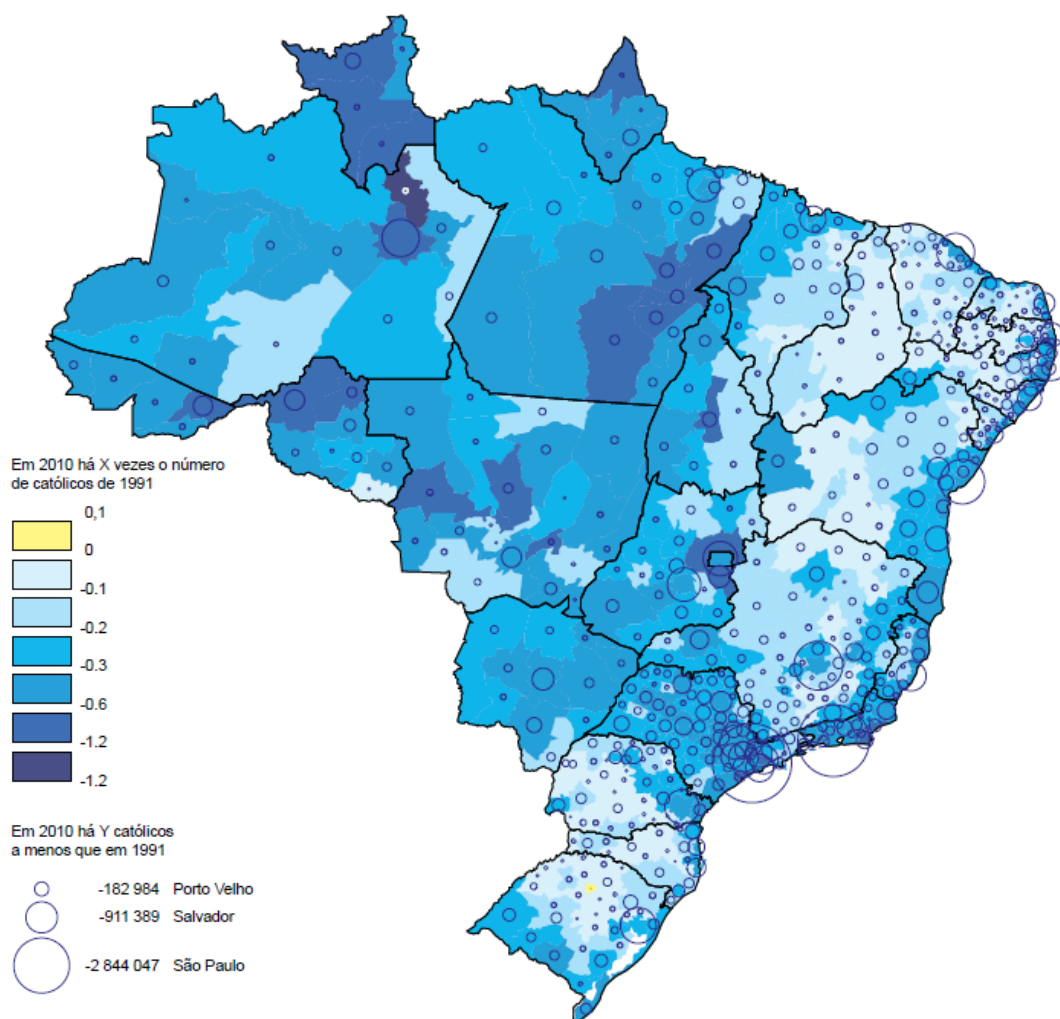 Em 2010 há X vezes o número
de católicos de 1991
0,1
0
-0.1
-0.2
-0.3
-0.6
-1.2
-1.2
Em 2010 há Y católicos
a menos que em 1991
-182 984 Porto Velho
-911 389 Salvador
-2 844 047 São Paulo